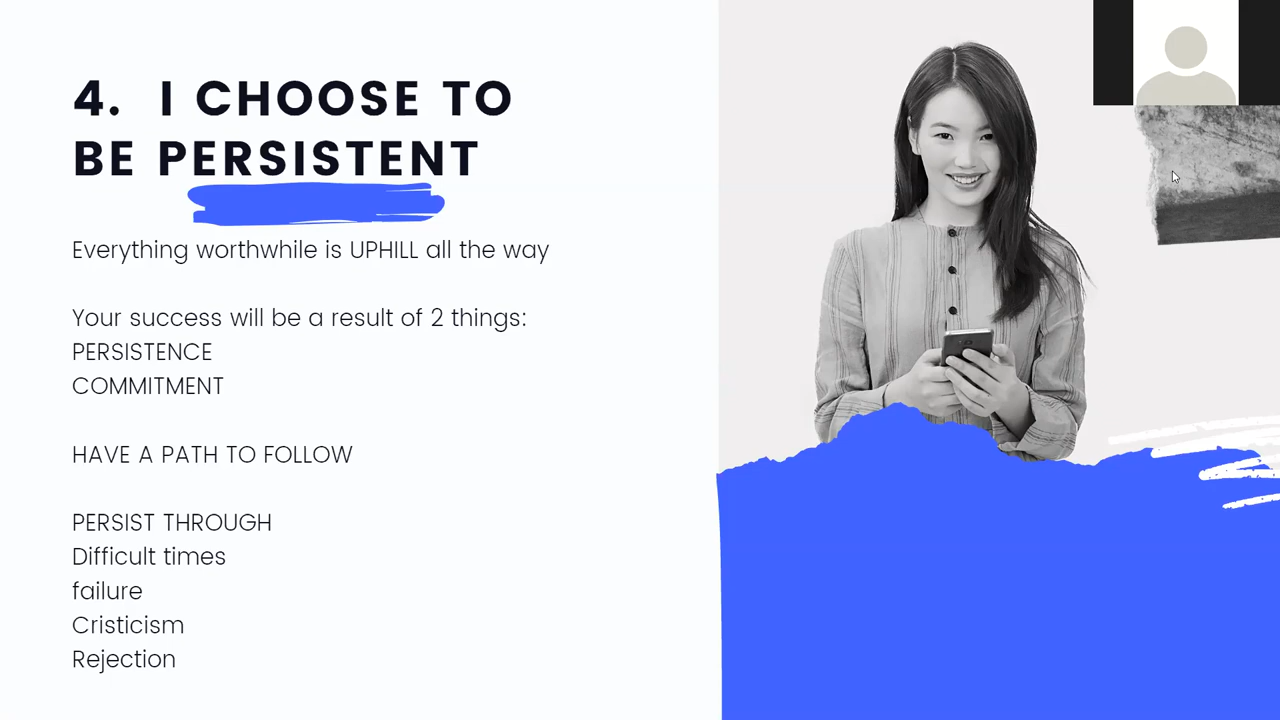 4. I CHOOSE TO
BE PERSISTENT
Everything worthwhile is UPHILL all the way
Your success will be a result of 2 things:
PERSISTENCE
COMMITMENT
HAVE A PATH TO FOLLOW
PERSIST THROUGH
Difficult times
failure
Cristicism
Rejection